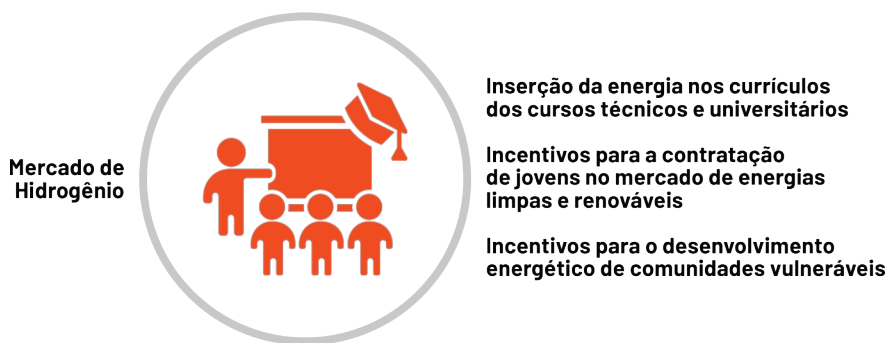 Mercado de
Hidrogênio
Inserção da energia nos currículos
dos cursos técnicos e universitários
Incentivos para a contratação
de jovens no mercado de energias
limpas e renováveis
Incentivos para o desenvolvimento
energético de comunidades vulneráveis